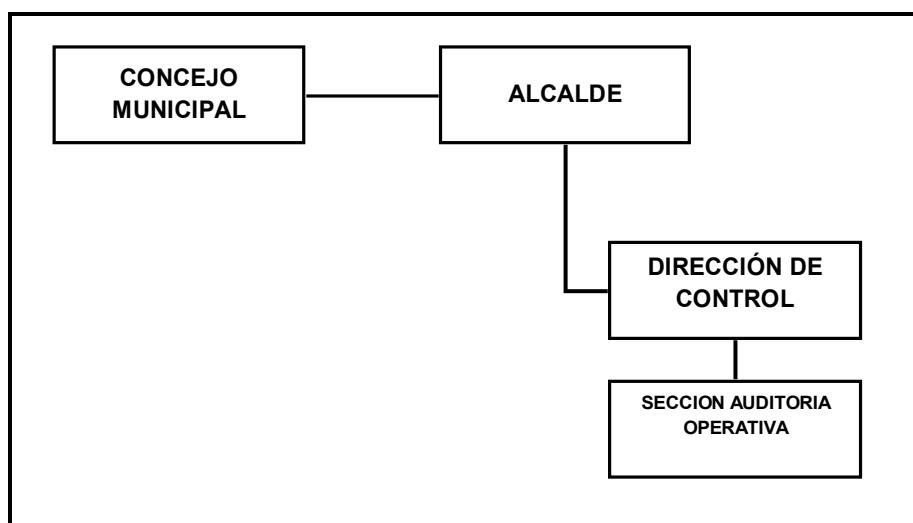 CONCEJO
MUNICIPAL
ALCALDE
DIRECCIÓN DE
CONTROL
SECCION AUDITORIA
OPERATIVA